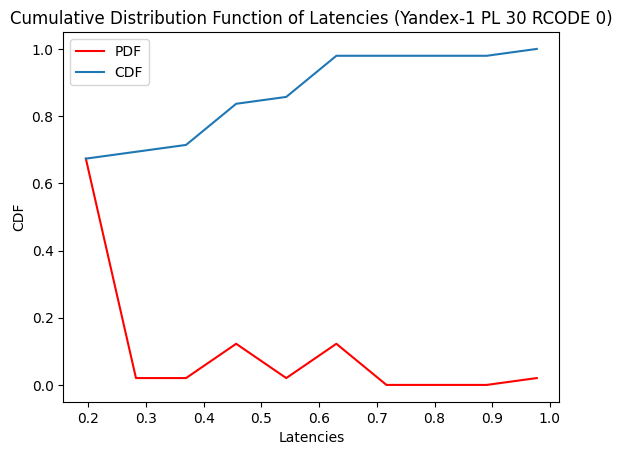 Cumulative Distribution Function of Latencies (Yandex-1 PL 30 RCODE 0)
PDF
CDF
CDF
1.0
0.8
0.6
0.4
0.2
0.0
0.2 0.3 0.4 0.5 0.6 0.7 0.8 0.9 1.0
Latencies